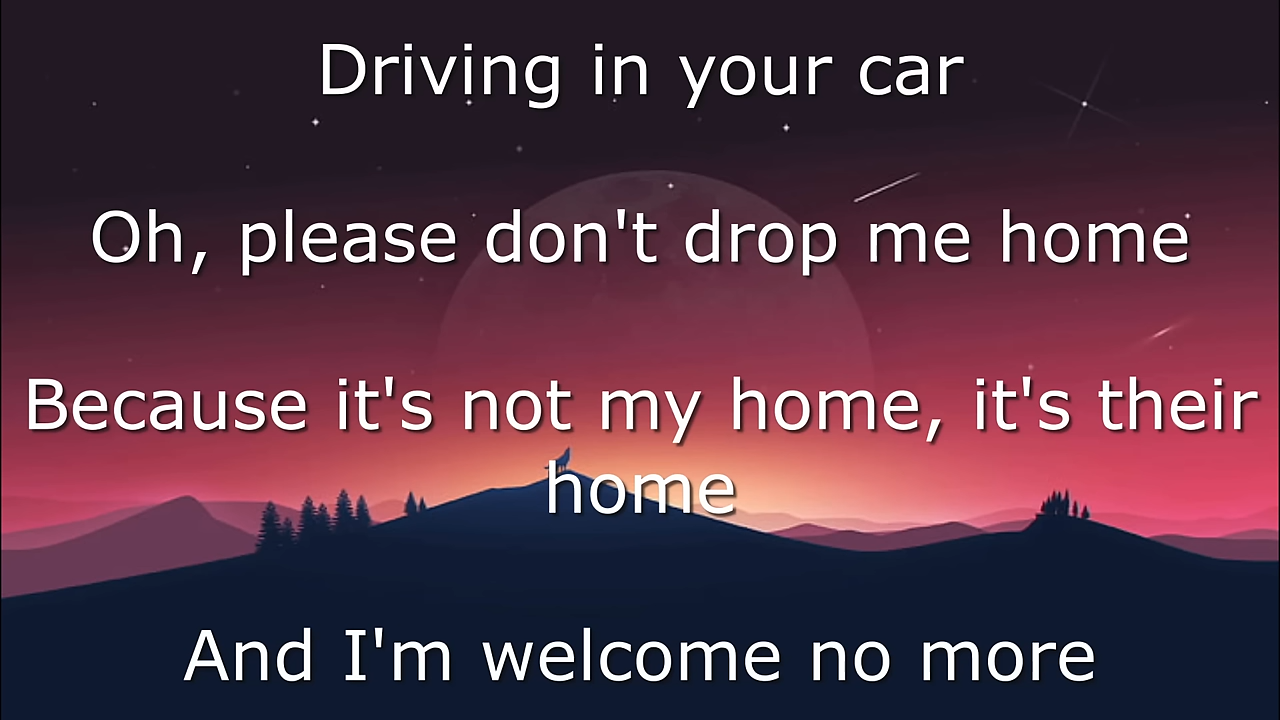 Driving in your car
Oh, please don't drop me home
Because it's not my home, it's their
home
And I'm welcome no more